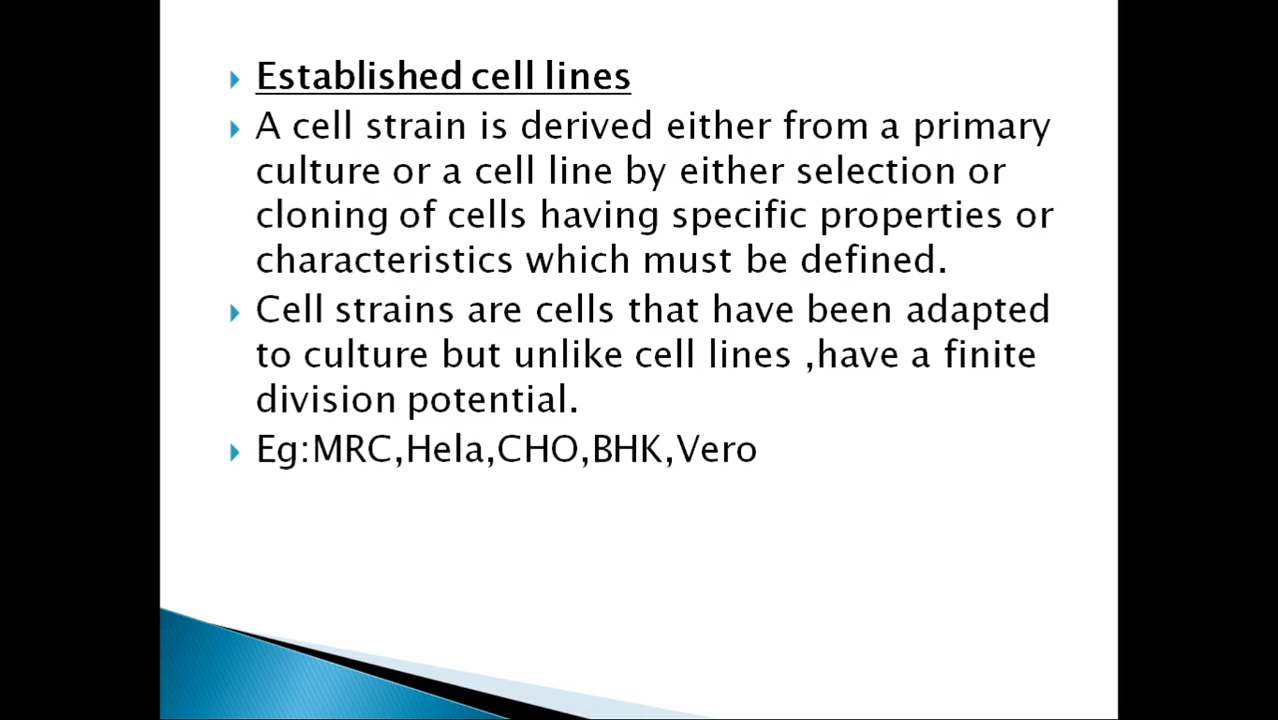 Established cell lines
A cell strain is derived either from a primary
culture or a cell line by either selection or
cloning of cells having specific properties or
characteristics which must be defined.
Cell strains are cells that have been adapted
to culture but unlike cell lines ,have a finite
division potential.
Eg:MRC,Hela,CHO,BHK,Vero